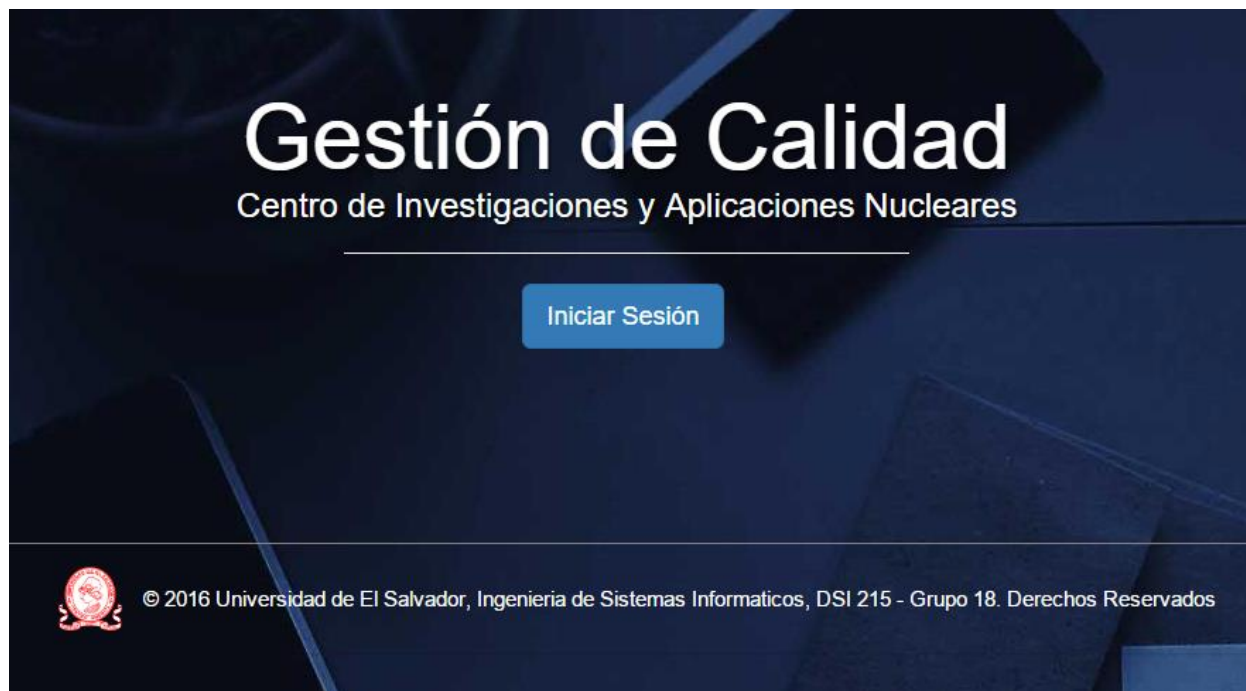 Gestión de Calidad
Centro de Investigaciones y Aplicaciones Nucleares
Iniciar Sesión
© 2016 Universidad de El Salvador, Ingenieria de Sistemas Informaticos, DSI 215 - Grupo 18. Derechos Reservados